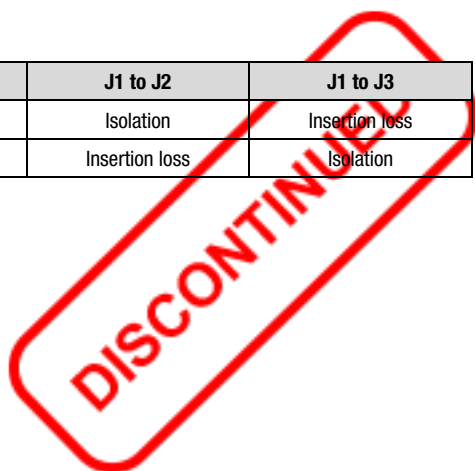 J1 to J2 J1 to J3
Isolation Insertion loss
Insertion loss Isolation
DISCONTINUED